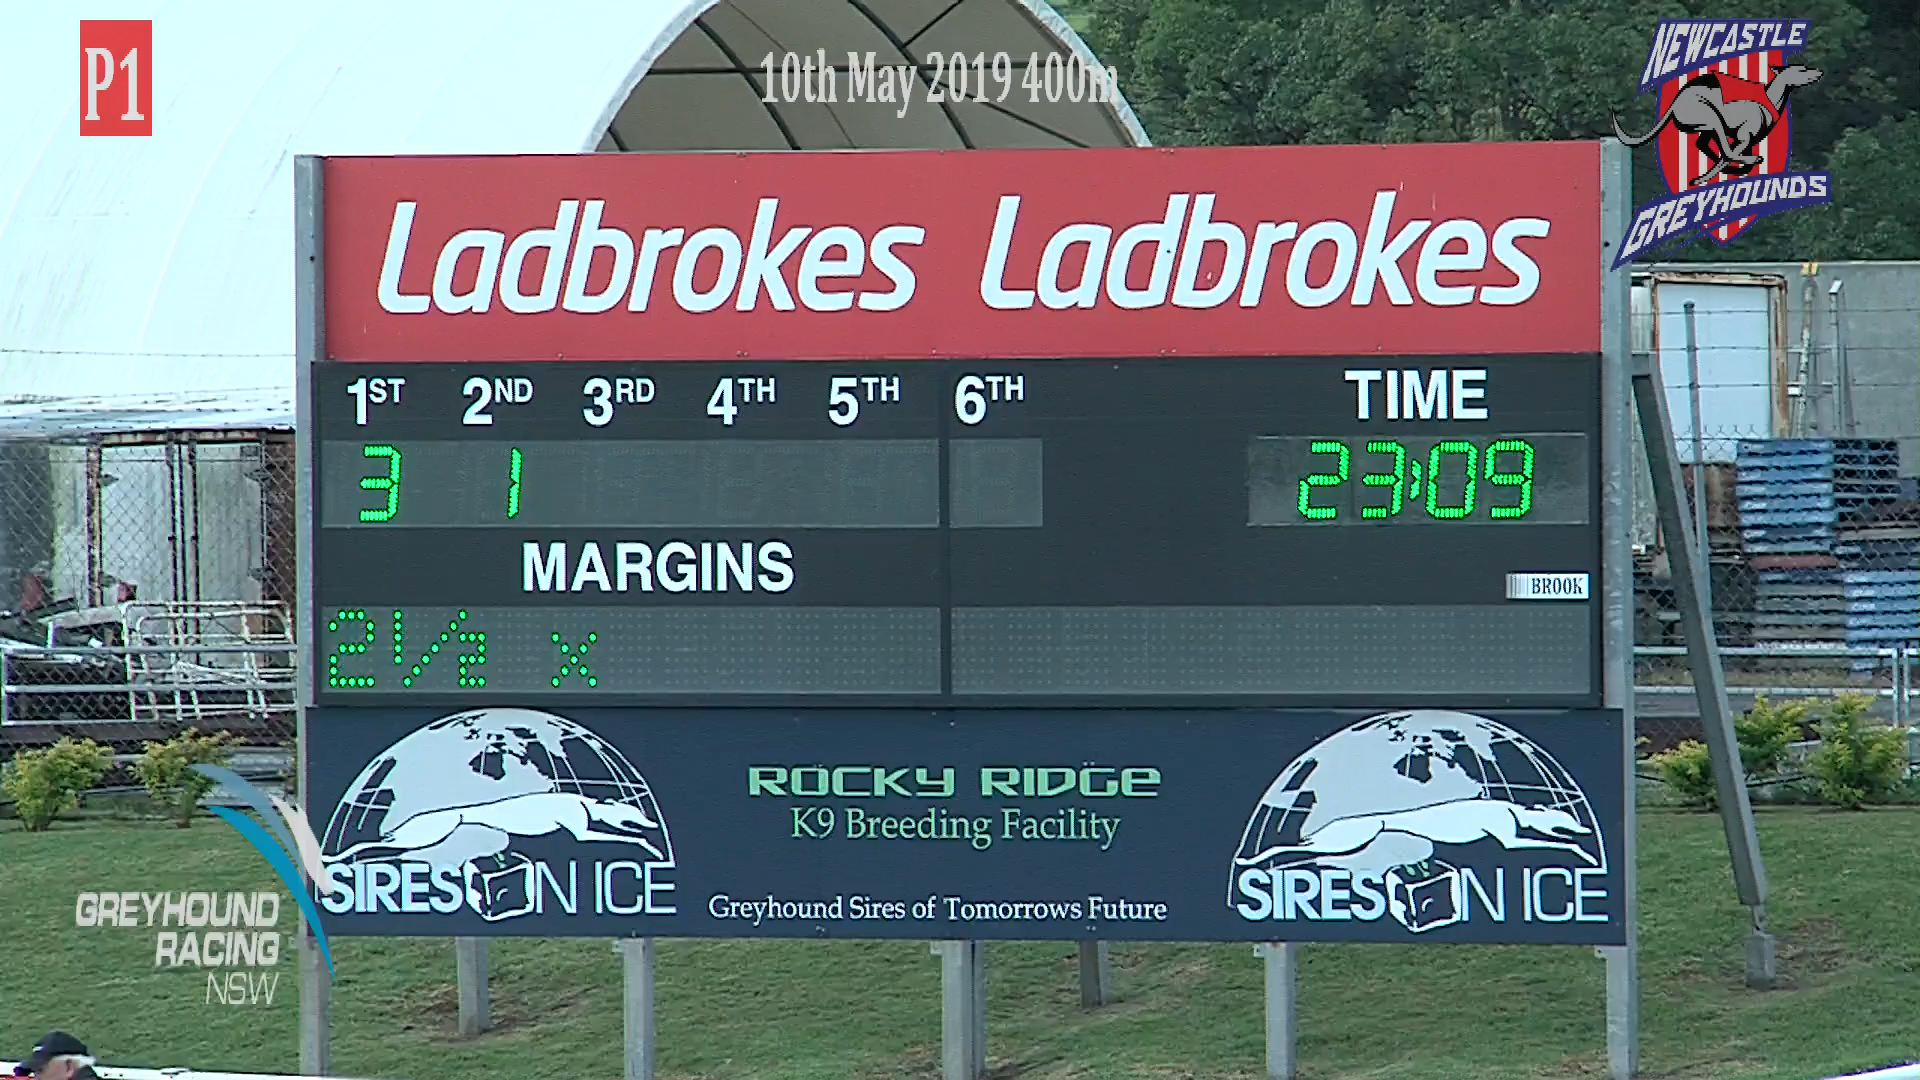 P1
10th May 2019 400m
NEWCASTLE
GREYHOUNDS
Ladbrokes Ladbrokes
1ST 2ND 3RD 4TH 5TH 6TH TIME
3 1 23:09
MARGINS
BROOK
2 1/2 x
ROCKY RIDGE
K9 Breeding Facility
SIRES ON ICE
Greyhound Sires of Tomorrows Future
SIRES ON ICE
GREYHOUND
RACING
NSW